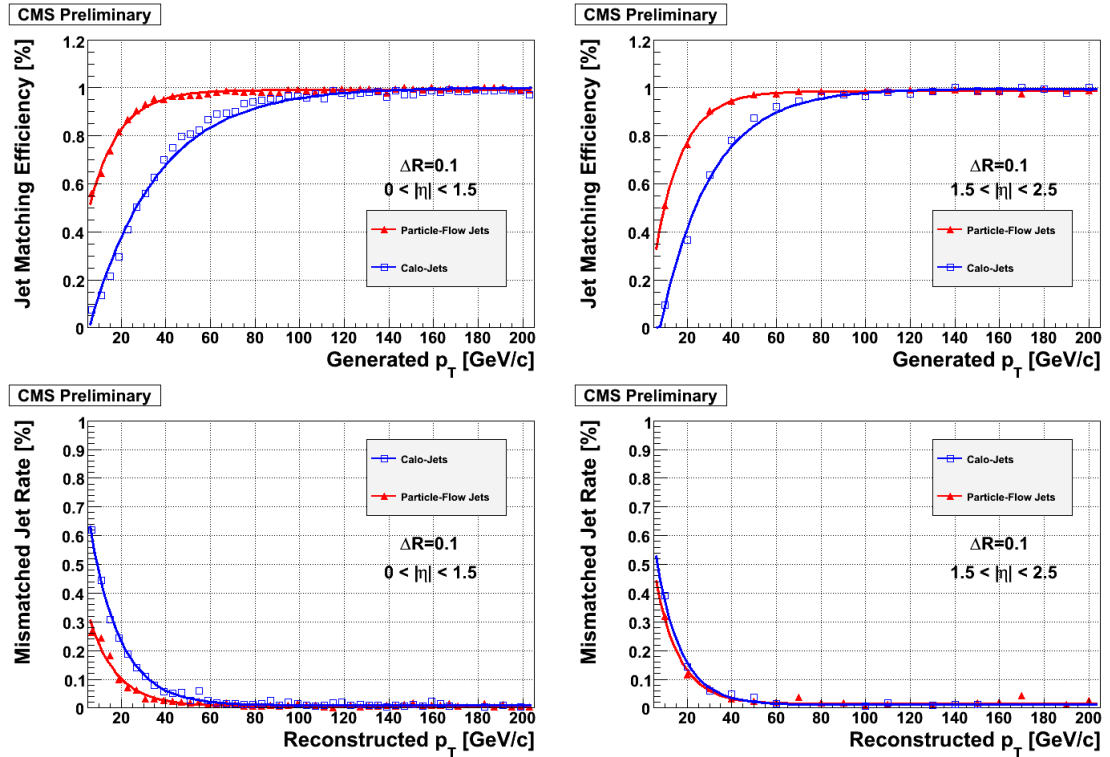 CMS Preliminary
Jet Matching Efficiency [%]
1.2
1
0.8
0.6
0.4
0.2
0
ΔR=0.1
0 < |η| < 1.5
Particle-Flow Jets
Calo-Jets
20 40 60 80 100 120 140 160 180 200
Generated p_T [GeV/c]
CMS Preliminary
Jet Matching Efficiency [%]
1.2
1
0.8
0.6
0.4
0.2
0
ΔR=0.1
1.5 < |η| < 2.5
Particle-Flow Jets
Calo-Jets
20 40 60 80 100 120 140 160 180 200
Generated p_T [GeV/c]
CMS Preliminary
Mismatched Jet Rate [%]
1
0.9
0.8
0.7
0.6
0.5
0.4
0.3
0.2
0.1
0
Calo-Jets
Particle-Flow Jets
ΔR=0.1
0 < |η| < 1.5
20 40 60 80 100 120 140 160 180 200
Reconstructed p_T [GeV/c]
CMS Preliminary
Mismatched Jet Rate [%]
1
0.9
0.8
0.7
0.6
0.5
0.4
0.3
0.2
0.1
0
Calo-Jets
Particle-Flow Jets
ΔR=0.1
1.5 < |η| < 2.5
20 40 60 80 100 120 140 160 180 200
Reconstructed p_T [GeV/c]